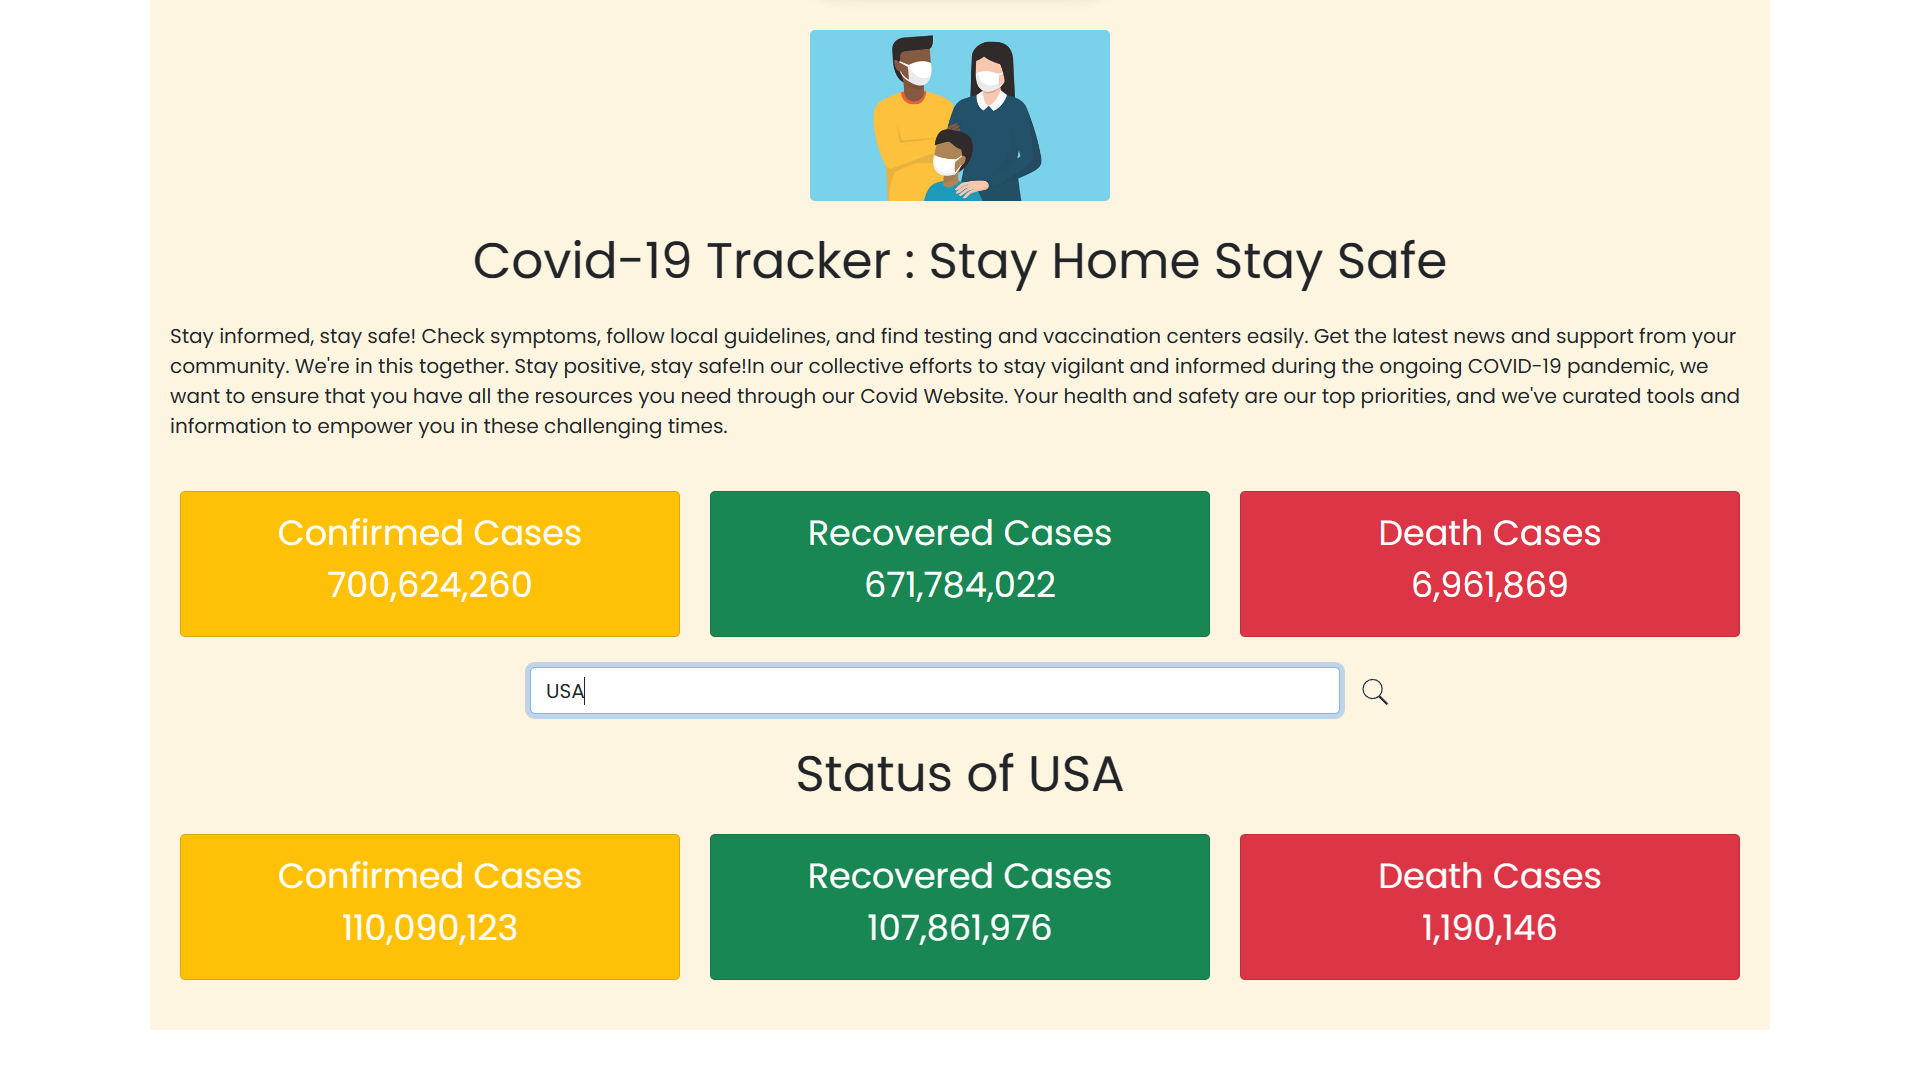 Covid-19 Tracker : Stay Home Stay Safe
Stay informed, stay safe! Check symptoms, follow local guidelines, and find testing and vaccination centers easily. Get the latest news and support from your
community. We're in this together. Stay positive, stay safe!In our collective efforts to stay vigilant and informed during the ongoing COVID-19 pandemic, we
want to ensure that you have all the resources you need through our Covid Website. Your health and safety are our top priorities, and we've curated tools and
information to empower you in these challenging times.
Confirmed Cases
700,624,260
Recovered Cases
671,784,022
Death Cases
6,961,869
USA
Status of USA
Confirmed Cases
110,090,123
Recovered Cases
107,861,976
Death Cases
1,190,146